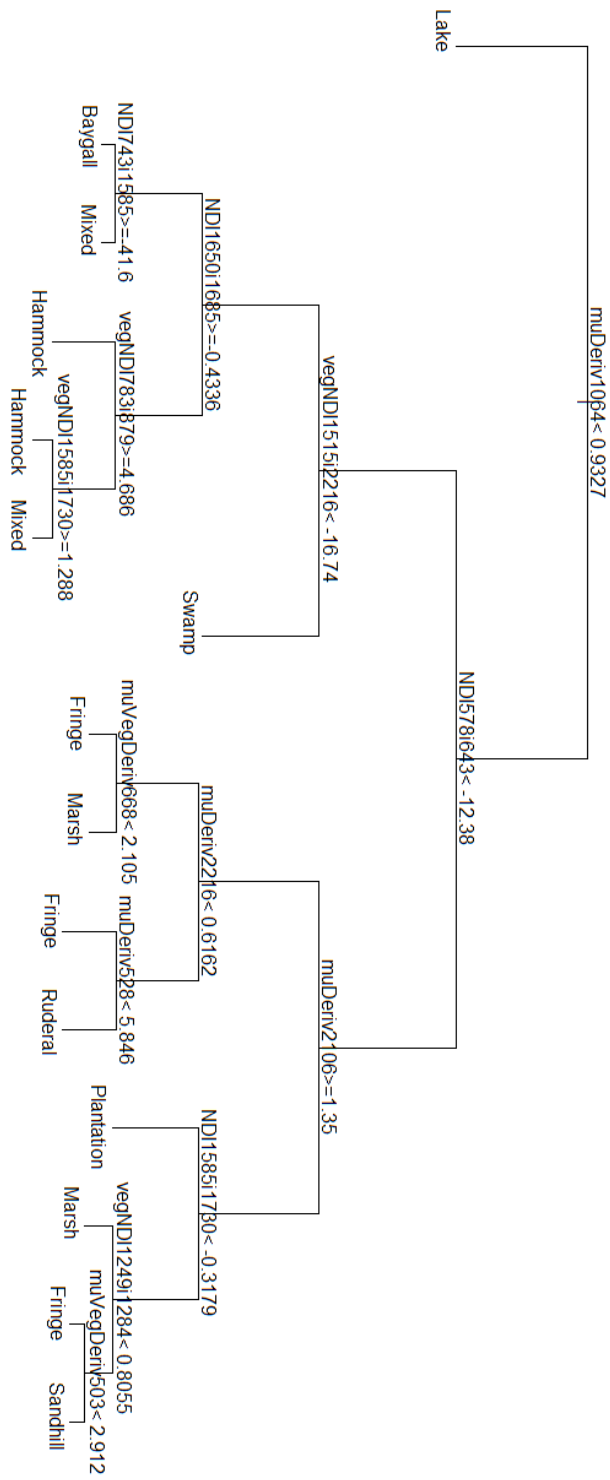 muDeriv1064< 0.9327
Lake
NDI578i643< -12.38
vegNDI1515i2216< -16.74
muDeriv2106>=1.35
NDI1650i1685>=-0.4336
Swamp
muDeriv2216< 0.6162
NDI1585i1730< -0.3179
NDI743i1585>=-41.6
vegNDI783i879>=4.686
muVegDeriv668< 2.105
muDeriv528< 5.846
Plantation
vegNDI1249i1284< 0.8055
Baygall
Mixed
Hammock
vegNDI1585i1730>=1.288
Fringe
Marsh
Fringe
Ruderal
Marsh
muVegDeriv503< 2.912
Hammock
Mixed
Fringe
Sandhill